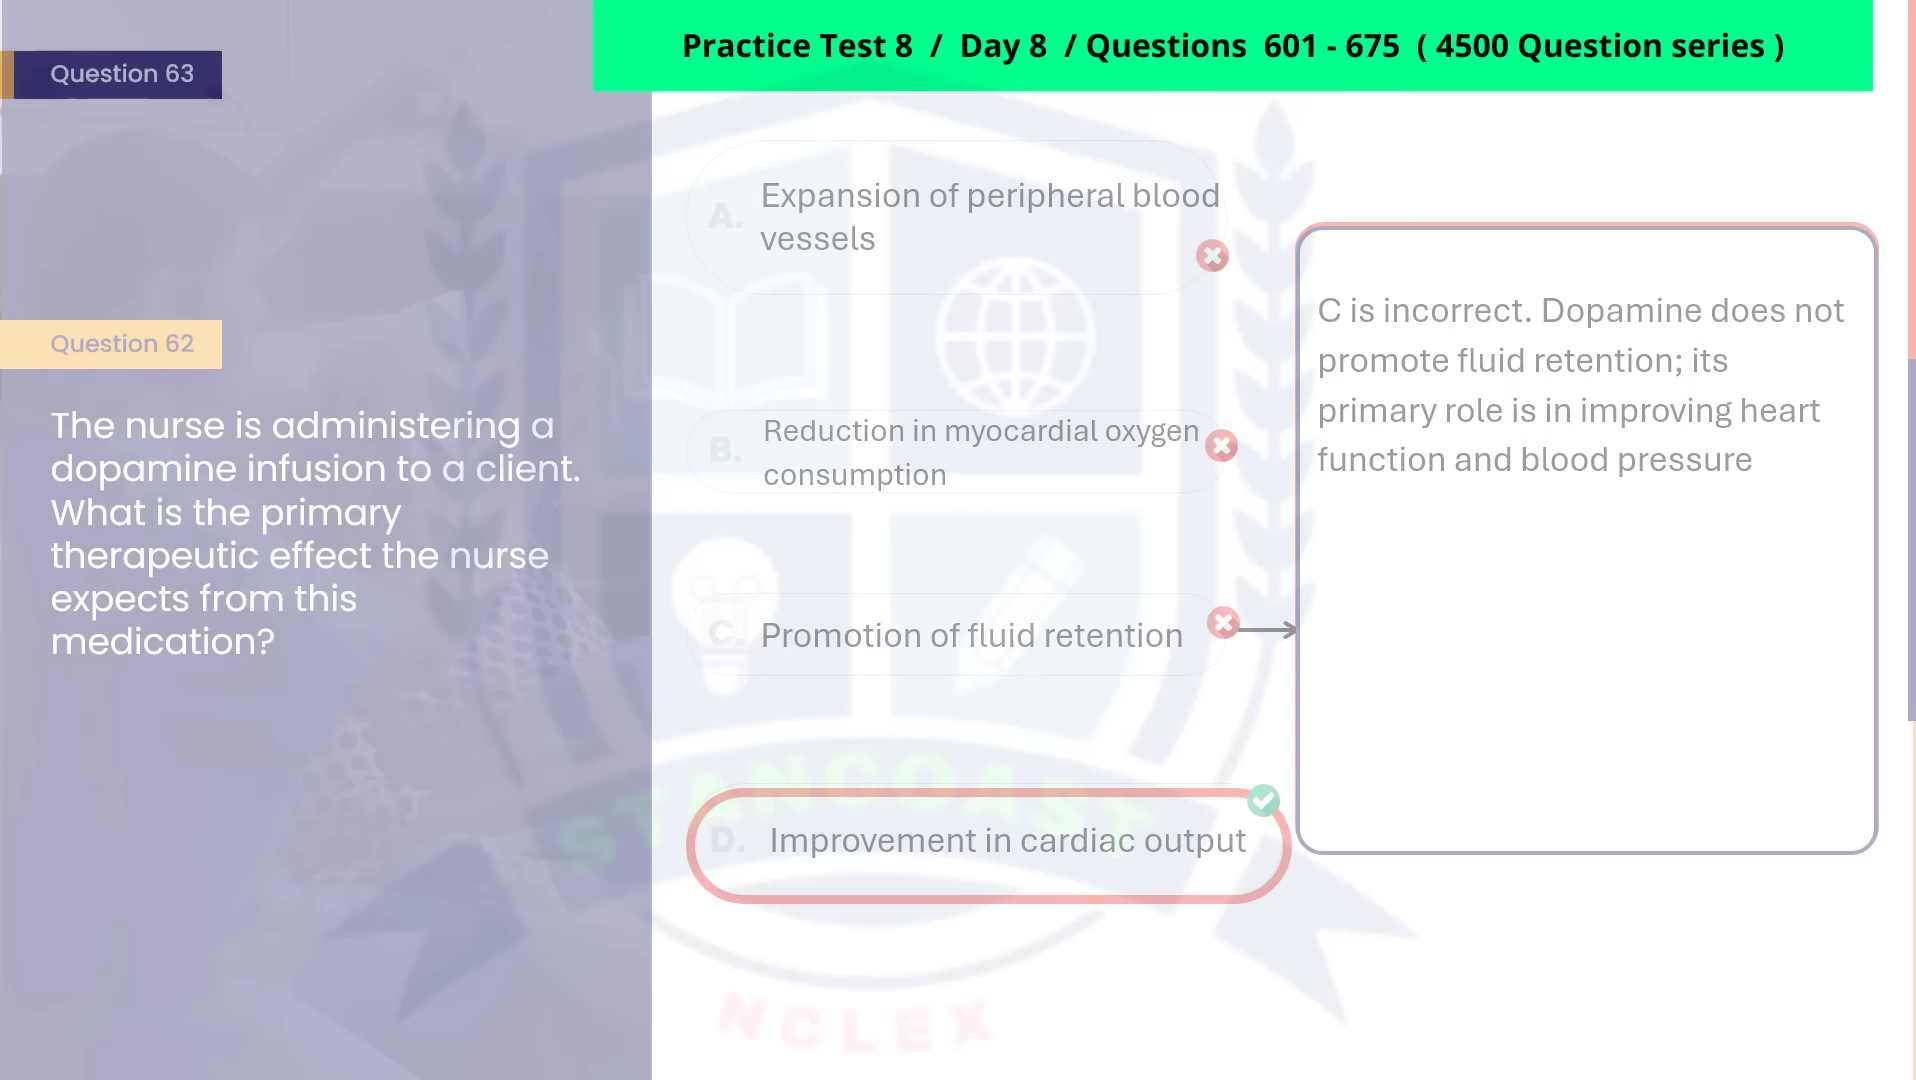 Practice Test 8 / Day 8 / Questions 601 - 675 ( 4500 Question series )
Question 63
Question 62
The nurse is administering a
dopamine infusion to a client.
What is the primary
therapeutic effect the nurse
expects from this
medication?
A. Expansion of peripheral blood
vessels
B. Reduction in myocardial oxygen
consumption
C. Promotion of fluid retention
D. Improvement in cardiac output
C is incorrect. Dopamine does not
promote fluid retention; its
primary role is in improving heart
function and blood pressure
STANCOAST
NCLEX